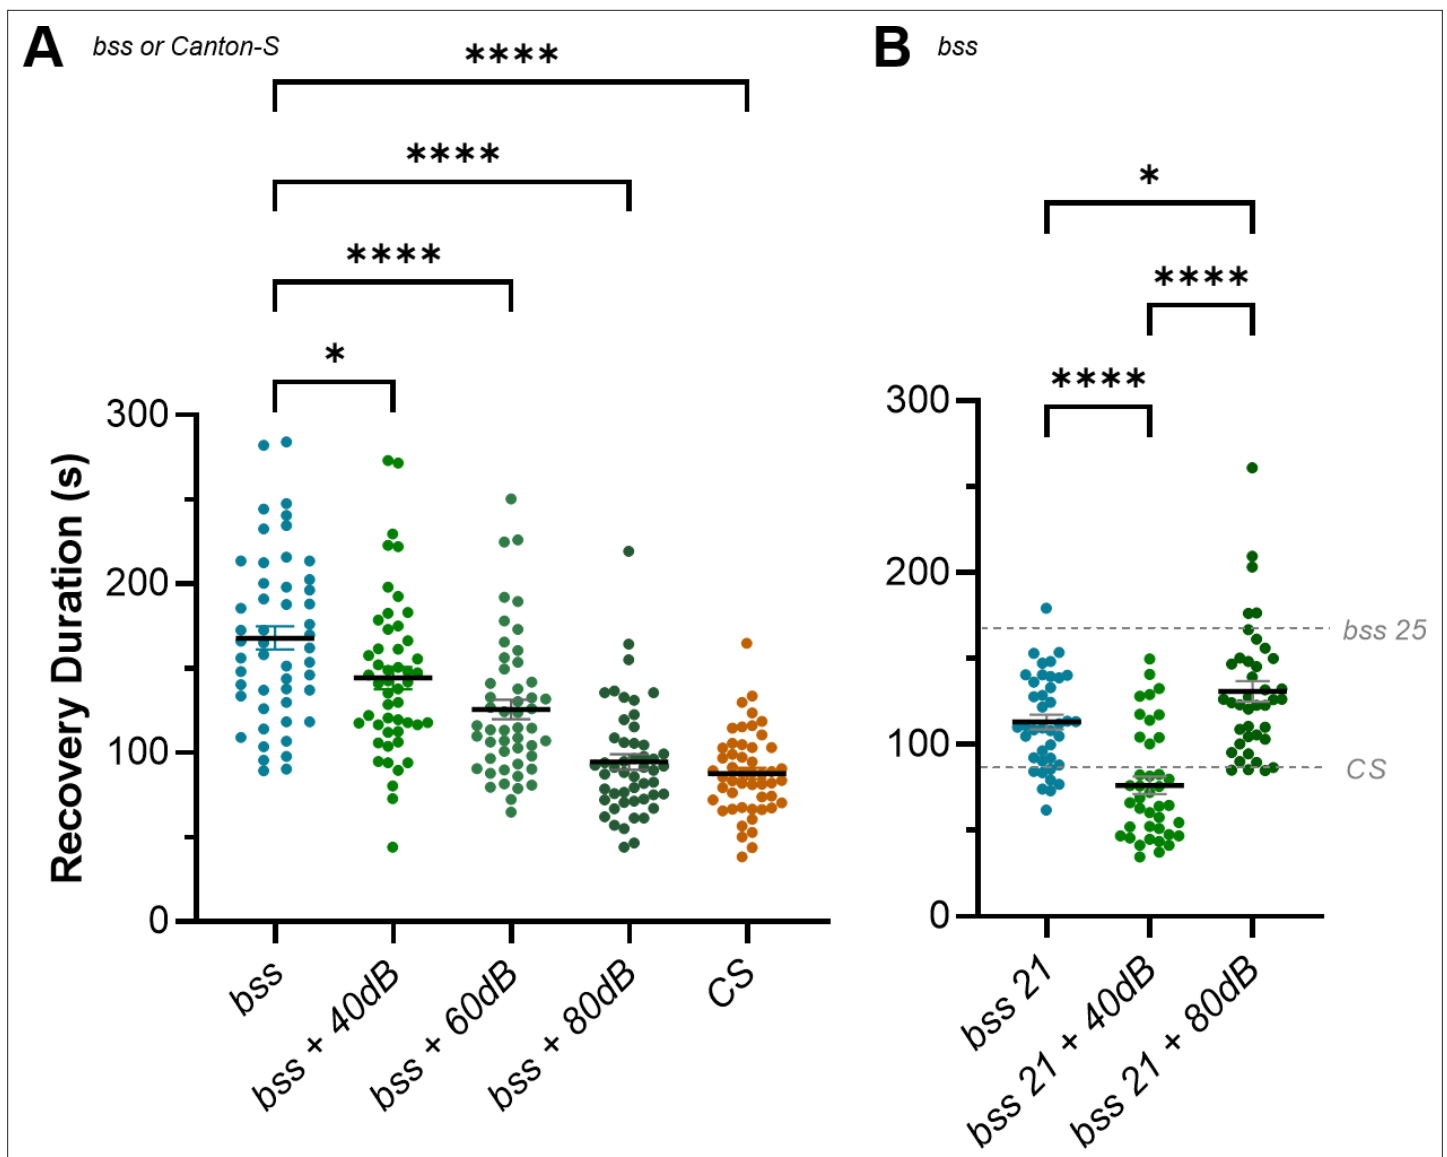 A bss or Canton-S
****
****
****
*
Recovery Duration (s)
300
200
100
0
bss
bss + 40dB
bss + 60dB
bss + 80dB
CS
B bss
*
****
****
300
200
100
0
bss 25
CS
bss 21
bss 21 + 40dB
bss 21 + 80dB